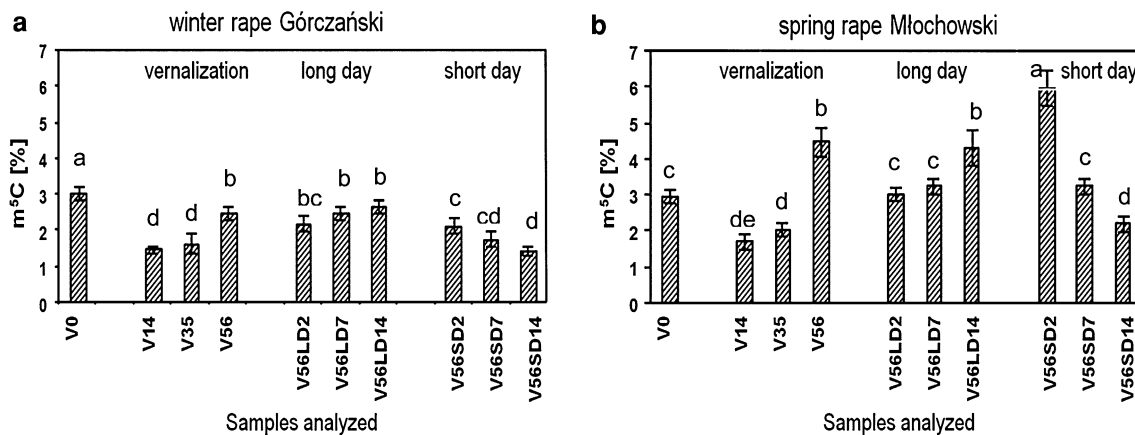 a
winter rape Górczański
7
6
5
4
3
2
1
0
m⁵C [%]
vernalization
long day
short day
a
d
d
b
bc
b
b
c
cd
d
V0
V14
V35
V56
V56LD2
V56LD7
V56LD14
V56SD2
V56SD7
V56SD14
Samples analyzed
b
spring rape Młochowski
7
6
5
4
3
2
1
0
m⁵C [%]
vernalization
long day
short day
c
de
d
b
c
c
b
a
c
d
V0
V14
V35
V56
V56LD2
V56LD7
V56LD14
V56SD2
V56SD7
V56SD14
Samples analyzed